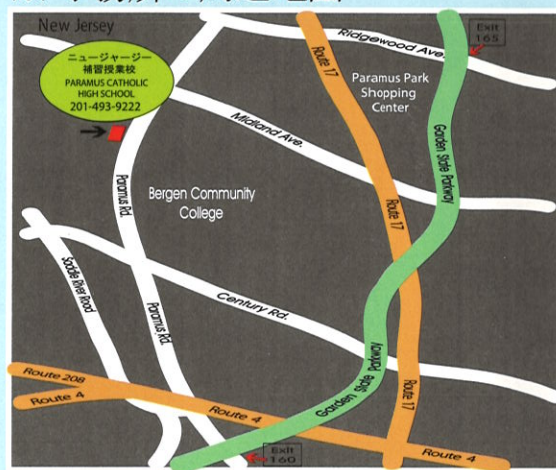 New Jersey
ニュージャージー
補習授業校
PARAMUS CATHOLIC
HIGH SCHOOL
201-493-9222
Exit
165
Ridgewood Ave.
Route 17
Paramus Park
Shopping
Center
Midland Ave.
Garden State Parkway
Paramus Rd.
Bergen Community
College
Route 17
Saddle River Road
Paramus Rd.
Century Rd.
Garden State Parkway
Route 17
Route 208
Route 4
Route 4
Route 4
Exit
160